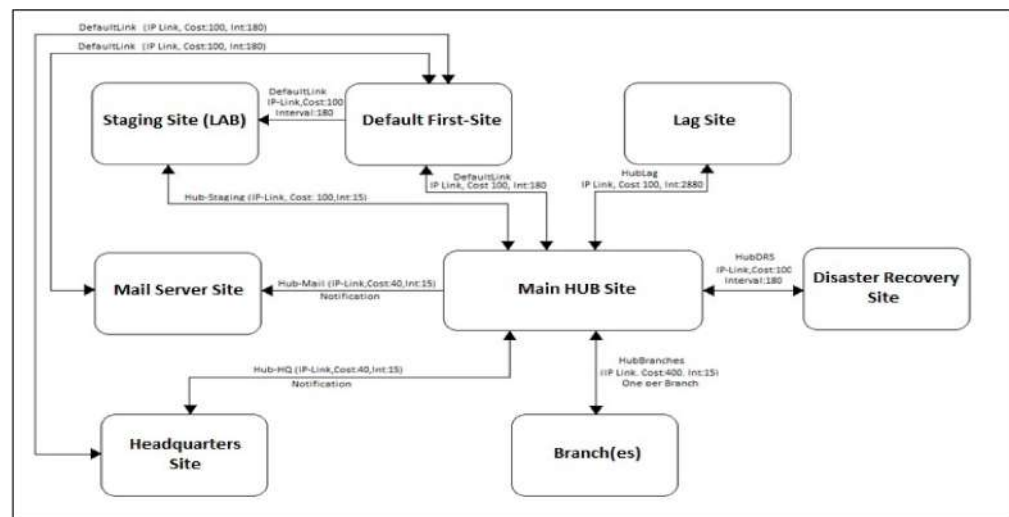 DefaultLink (IP Link, Cost:100, Int:180)
DefaultLink (IP Link, Cost:100, Int:180)
Staging Site (LAB)
DefaultLink
IP-Link,Cost:100
Interval:180
Default First-Site
Lag Site
DefaultLink
IP Link, Cost 100, Int:180
HubLag
IP Link, Cost 100, Int:2880
Hub-Staging (IP-Link, Cost: 100,Int:15)
Mail Server Site
Hub-Mail (IP-Link,Cost:40,Int:15)
Notification
Main HUB Site
HubDRS
IP-Link,Cost:100
Interval:180
Disaster Recovery
Site
Hub-HQ (IP-Link,Cost:40,Int:15)
Notification
HubBranches
(IP Link. Cost:400. Int:15)
One per Branch
Headquarters
Site
Branch(es)